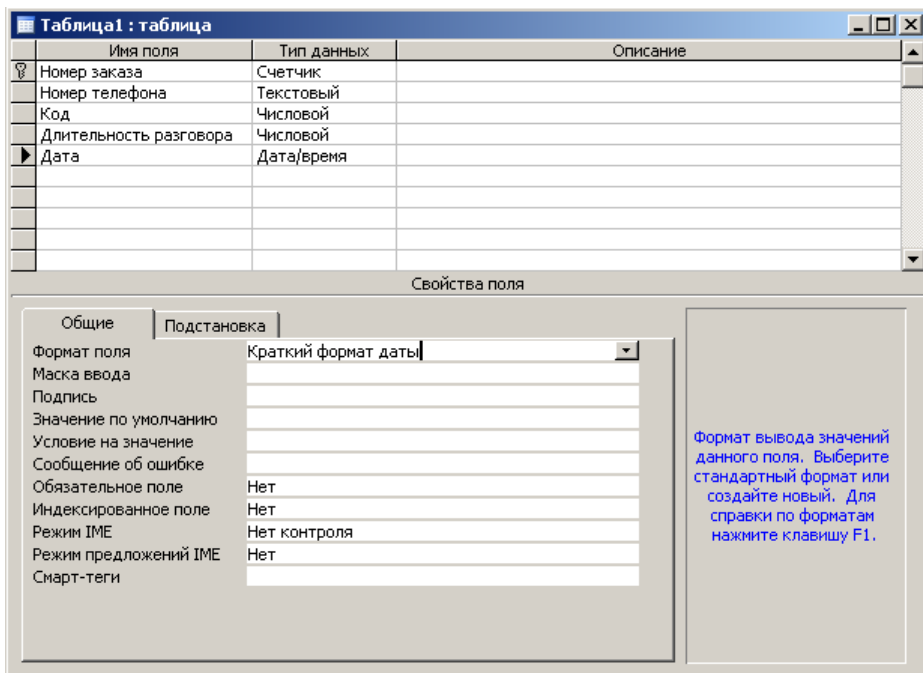 Таблица1 : таблица
Имя поля Тип данных Описание
Номер заказа Счетчик
Номер телефона Текстовый
Код Числовой
Длительность разговора Числовой
Дата Дата/время
Свойства поля
Общие Подстановка
Формат поля Краткий формат даты
Маска ввода
Подпись
Значение по умолчанию
Условие на значение
Сообщение об ошибке
Обязательное поле Нет
Индексированное поле Нет
Режим IME Нет контроля
Режим предложений IME Нет
Смарт-теги
Формат вывода значений
данного поля. Выберите
стандартный формат или
создайте новый. Для
справки по форматам
нажмите клавишу F1.